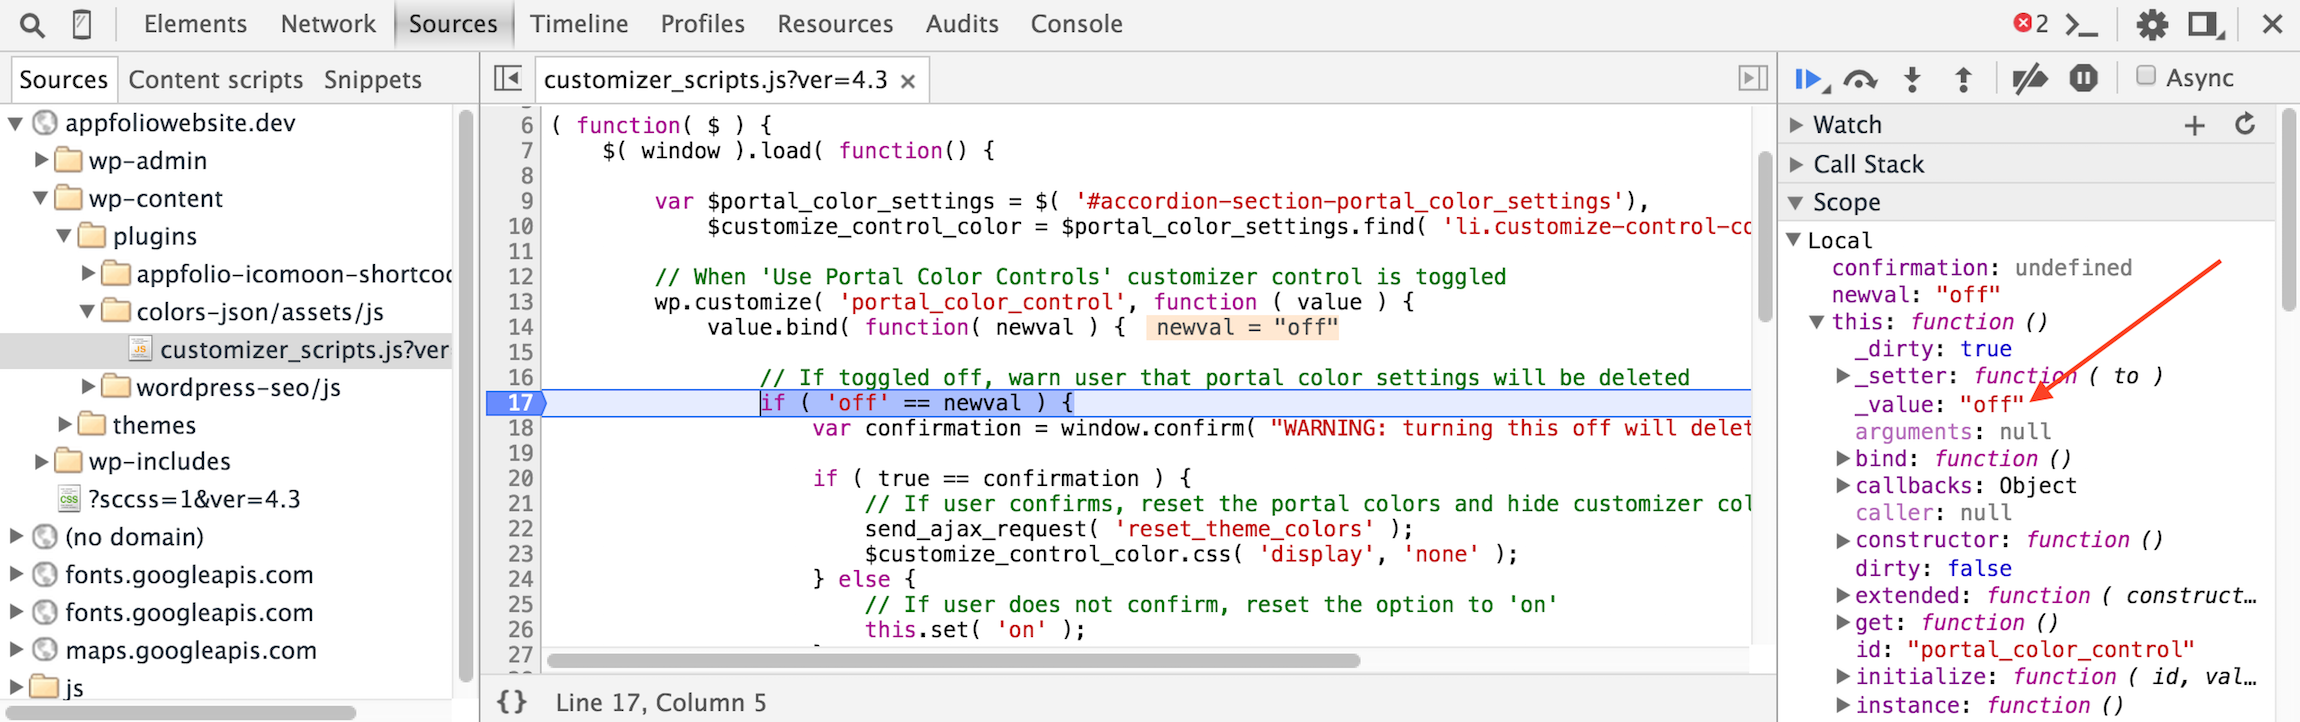 Elements Network Sources Timeline Profiles Resources Audits Console 2
Sources Content scripts Snippets
appfoliowebsite.dev
wp-admin
wp-content
plugins
appfolio-icomoon-shortcod
colors-json/assets/js
customizer_scripts.js?ver
wordpress-seo/js
themes
wp-includes
?sccss=1&ver=4.3
(no domain)
fonts.googleapis.com
fonts.googleapis.com
maps.googleapis.com
js
customizer_scripts.js?ver=4.3 ×
6 ( function( $ ) {
7 $( window ).load( function() {
8
9 var $portal_color_settings = $( '#accordion-section-portal_color_settings'),
10 $customize_control_color = $portal_color_settings.find( 'li.customize-control-co
11
12 // When 'Use Portal Color Controls' customizer control is toggled
13 wp.customize( 'portal_color_control', function ( value ) {
14 value.bind( function( newval ) { newval = "off"
15
16 // If toggled off, warn user that portal color settings will be deleted
17 if ( 'off' == newval ) {
18 var confirmation = window.confirm( "WARNING: turning this off will delet
19
20 if ( true == confirmation ) {
21 // If user confirms, reset the portal colors and hide customizer col
22 send_ajax_request( 'reset_theme_colors' );
23 $customize_control_color.css( 'display', 'none' );
24 } else {
25 // If user does not confirm, reset the option to 'on'
26 this.set( 'on' );
27
{} Line 17, Column 5
Async
Watch
Call Stack
Scope
Local
confirmation: undefined
newval: "off"
this: function ()
_dirty: true
_setter: function ( to )
_value: "off"
arguments: null
bind: function ()
callbacks: Object
caller: null
constructor: function ()
dirty: false
extended: function ( construct…
get: function ()
id: "portal_color_control"
initialize: function ( id, val…
instance: function ()